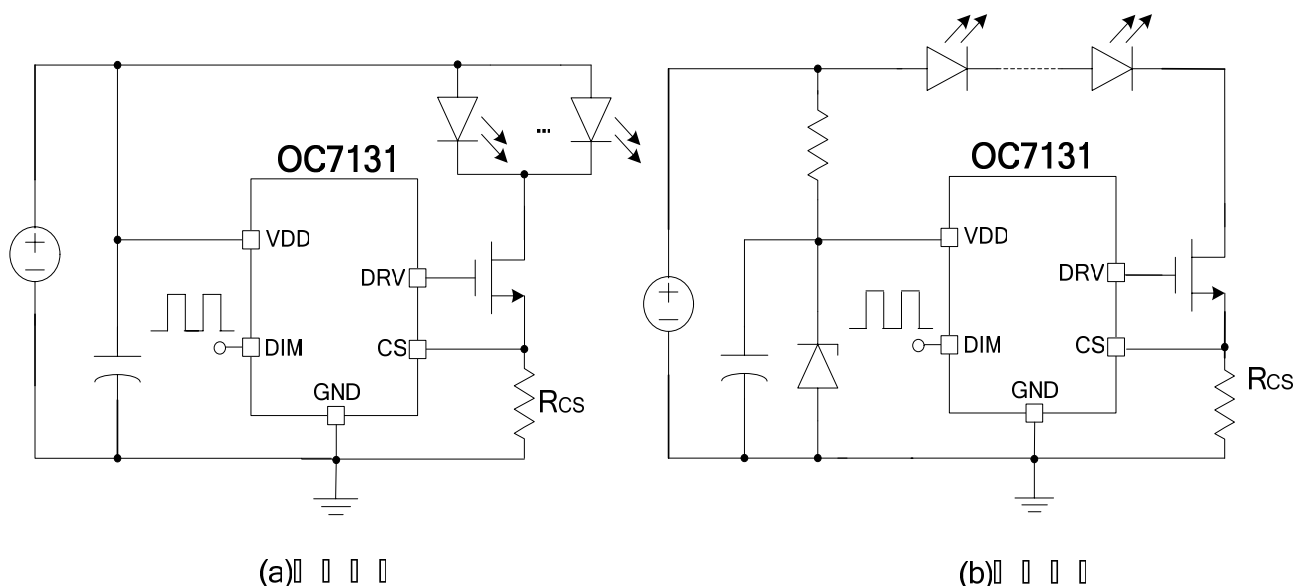 OC7131
VDD
DRV
DIM
CS
GND
RCS
(a)
OC7131
VDD
DRV
DIM
CS
GND
RCS
(b)